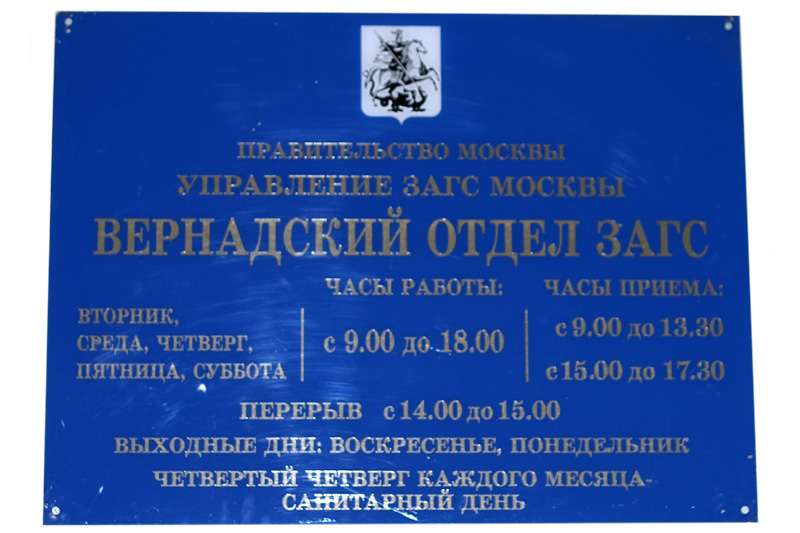 ПРАВИТЕЛЬСТВО МОСКВЫ
УПРАВЛЕНИЕ ЗАГС МОСКВЫ
ВЕРНАДСКИЙ ОТДЕЛ ЗАГС
ЧАСЫ РАБОТЫ: ЧАСЫ ПРИЕМА:
ВТОРНИК,
СРЕДА, ЧЕТВЕРГ,
ПЯТНИЦА, СУББОТА
с 9.00 до 18.00
с 9.00 до 13.30
с 15.00 до 17.30
ПЕРЕРЫВ с 14.00 до 15.00
ВЫХОДНЫЕ ДНИ: ВОСКРЕСЕНЬЕ, ПОНЕДЕЛЬНИК
ЧЕТВЕРТЫЙ ЧЕТВЕРГ КАЖДОГО МЕСЯЦА-
САНИТАРНЫЙ ДЕНЬ